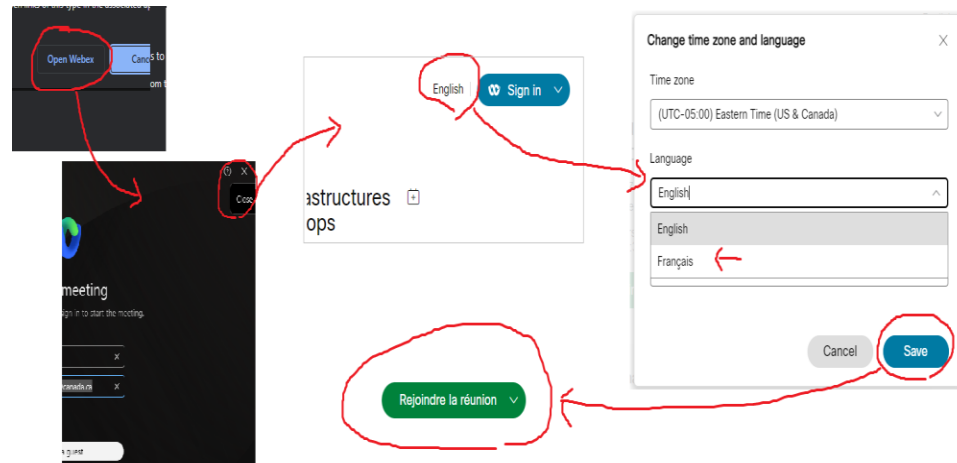 Open Webex
Canc
s to
om t
X
Close
meeting
sign in to start the meeting.
X
canada.ca X
guest
English Sign in
astructures
ops
Change time zone and language X
Time zone
(UTC-05:00) Eastern Time (US & Canada)
Language
English
English
Français
Cancel Save
Rejoindre la réunion